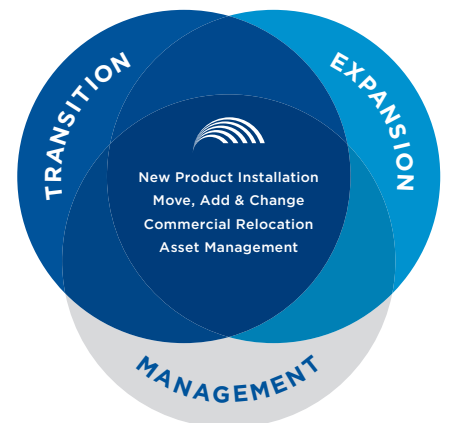 TRANSITION
EXPANSION
New Product Installation
Move, Add & Change
Commercial Relocation
Asset Management
MANAGEMENT